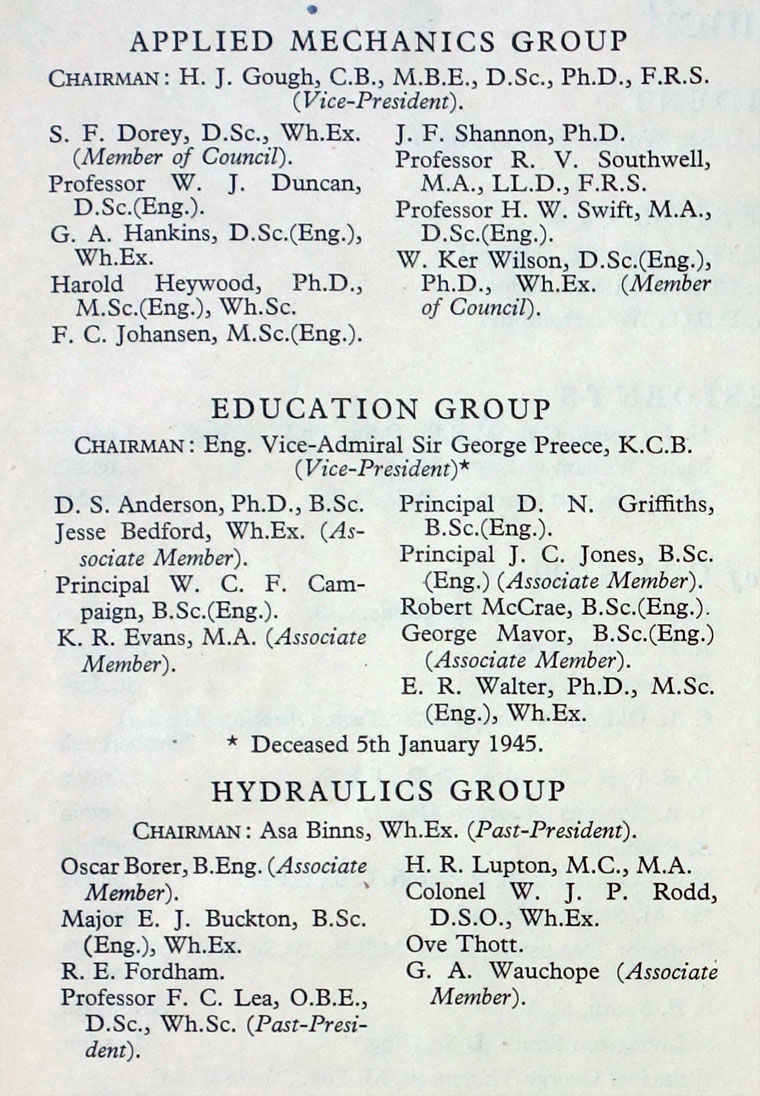 APPLIED MECHANICS GROUP
CHAIRMAN: H. J. Gough, C.B., M.B.E., D.Sc., Ph.D., F.R.S.
(Vice-President).
S. F. Dorey, D.Sc., Wh.Ex.
(Member of Council).
Professor W. J. Duncan,
D.Sc.(Eng.).
G. A. Hankins, D.Sc.(Eng.),
Wh.Ex.
Harold Heywood, Ph.D.,
M.Sc.(Eng.), Wh.Sc.
F. C. Johansen, M.Sc.(Eng.).
J. F. Shannon, Ph.D.
Professor R. V. Southwell,
M.A., LL.D., F.R.S.
Professor H. W. Swift, M.A.,
D.Sc.(Eng.).
W. Ker Wilson, D.Sc.(Eng.),
Ph.D., Wh.Ex. (Member
of Council).
EDUCATION GROUP
CHAIRMAN: Eng. Vice-Admiral Sir George Preece, K.C.B.
(Vice-President)*
D. S. Anderson, Ph.D., B.Sc.
Jesse Bedford, Wh.Ex. (As-
sociate Member).
Principal W. C. F. Cam-
paign, B.Sc.(Eng.).
K. R. Evans, M.A. (Associate
Member).
Principal D. N. Griffiths,
B.Sc.(Eng.).
Principal J. C. Jones, B.Sc.
(Eng.) (Associate Member).
Robert McCrae, B.Sc.(Eng.).
George Mavor, B.Sc.(Eng.)
(Associate Member).
E. R. Walter, Ph.D., M.Sc.
(Eng.), Wh.Ex.
* Deceased 5th January 1945.
HYDRAULICS GROUP
CHAIRMAN: Asa Binns, Wh.Ex. (Past-President).
Oscar Borer, B.Eng. (Associate
Member).
Major E. J. Buckton, B.Sc.
(Eng.), Wh.Ex.
R. E. Fordham.
Professor F. C. Lea, O.B.E.,
D.Sc., Wh.Sc. (Past-Presi-
dent).
H. R. Lupton, M.C., M.A.
Colonel W. J. P. Rodd,
D.S.O., Wh.Ex.
Ove Thott.
G. A. Wauchope (Associate
Member).